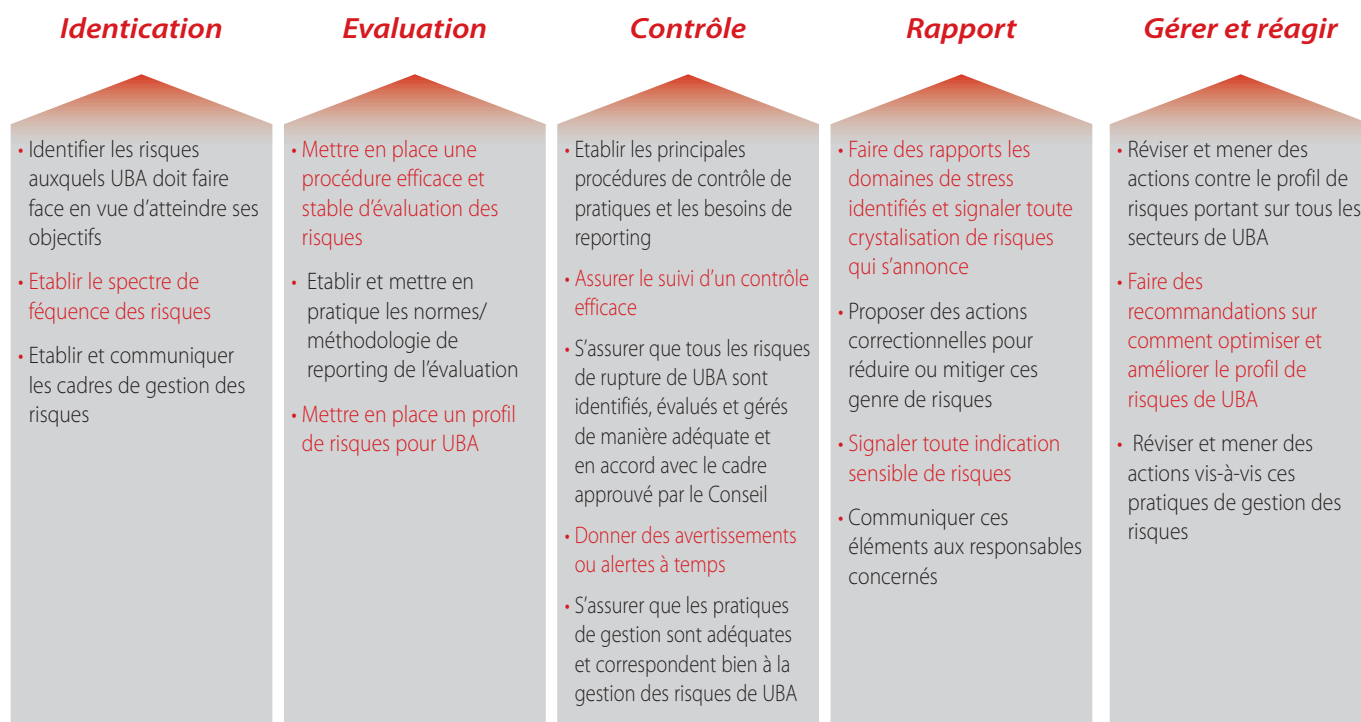 Identication
• Identifier les risques
auxquels UBA doit faire
face en vue d’atteindre ses
objectifs
• Etablir le spectre de
féquence des risques
• Etablir et communiquer
les cadres de gestion des
risques
Evaluation
• Mettre en place une
procédure efficace et
stable d’évaluation des
risques
• Etablir et mettre en
pratique les normes/
méthodologie de
reporting de l’évaluation
• Mettre en place un profil
de risques pour UBA
Contrôle
• Etablir les principales
procédures de contrôle de
pratiques et les besoins de
reporting
• Assurer le suivi d’un contrôle
efficace
• S’assurer que tous les risques
de rupture de UBA sont
identifiés, évalués et gérés
de manière adéquate et
en accord avec le cadre
approuvé par le Conseil
• Donner des avertissements
ou alertes à temps
• S’assurer que les pratiques
de gestion sont adéquates
et correspondent bien à la
gestion des risques de UBA
Rapport
• Faire des rapports les
domaines de stress
identifiés et signaler toute
crystalisation de risques
qui s’annonce
• Proposer des actions
correctionnelles pour
réduire ou mitiger ces
genre de risques
• Signaler toute indication
sensible de risques
• Communiquer ces
éléments aux responsables
concernés
Gérer et réagir
• Réviser et mener des
actions contre le profil de
risques portant sur tous les
secteurs de UBA
• Faire des
recommandations sur
comment optimiser et
améliorer le profil de
risques de UBA
• Réviser et mener des
actions vis-à-vis ces
pratiques de gestion des
risques